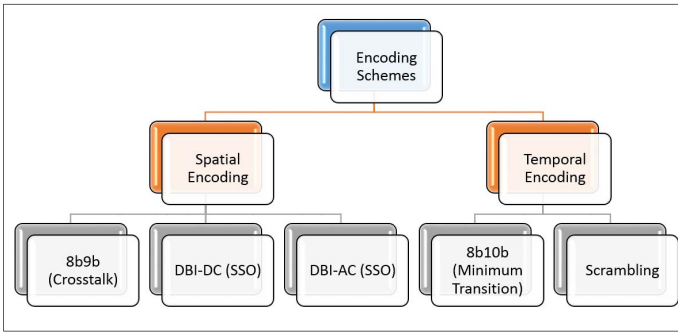 Encoding
Schemes
Spatial
Encoding
Temporal
Encoding
8b9b
(Crosstalk)
DBI-DC (SSO)
DBI-AC (SSO)
8b10b
(Minimum
Transition)
Scrambling